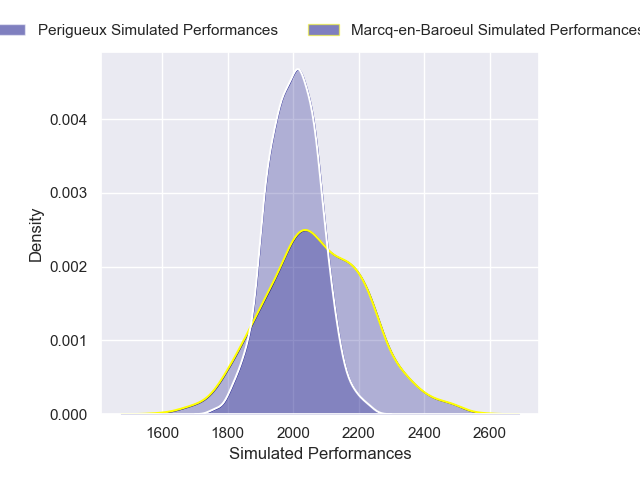 Perigueux Simulated Performances Marcq-en-Baroeul Simulated Performances
0.004
0.003
0.002
0.001
0.000
Density
1600 1800 2000 2200 2400 2600
Simulated Performances